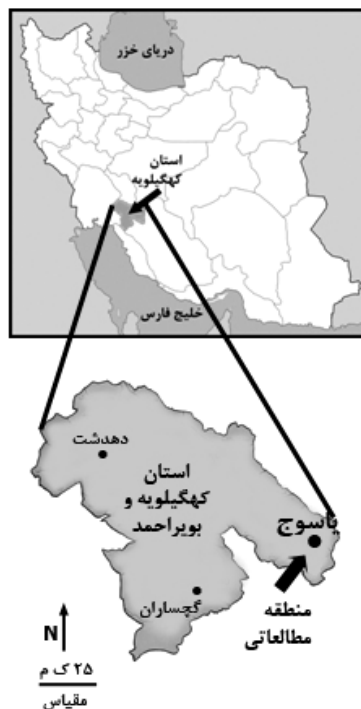 دریای خزر
استان
کهگیلویه
خلیج فارس
دهدشت
استان
کهگیلویه و
بویراحمد
یاسوج
گچساران
منطقه
مطالعاتی
N
۲۵ ک م
مقیاس